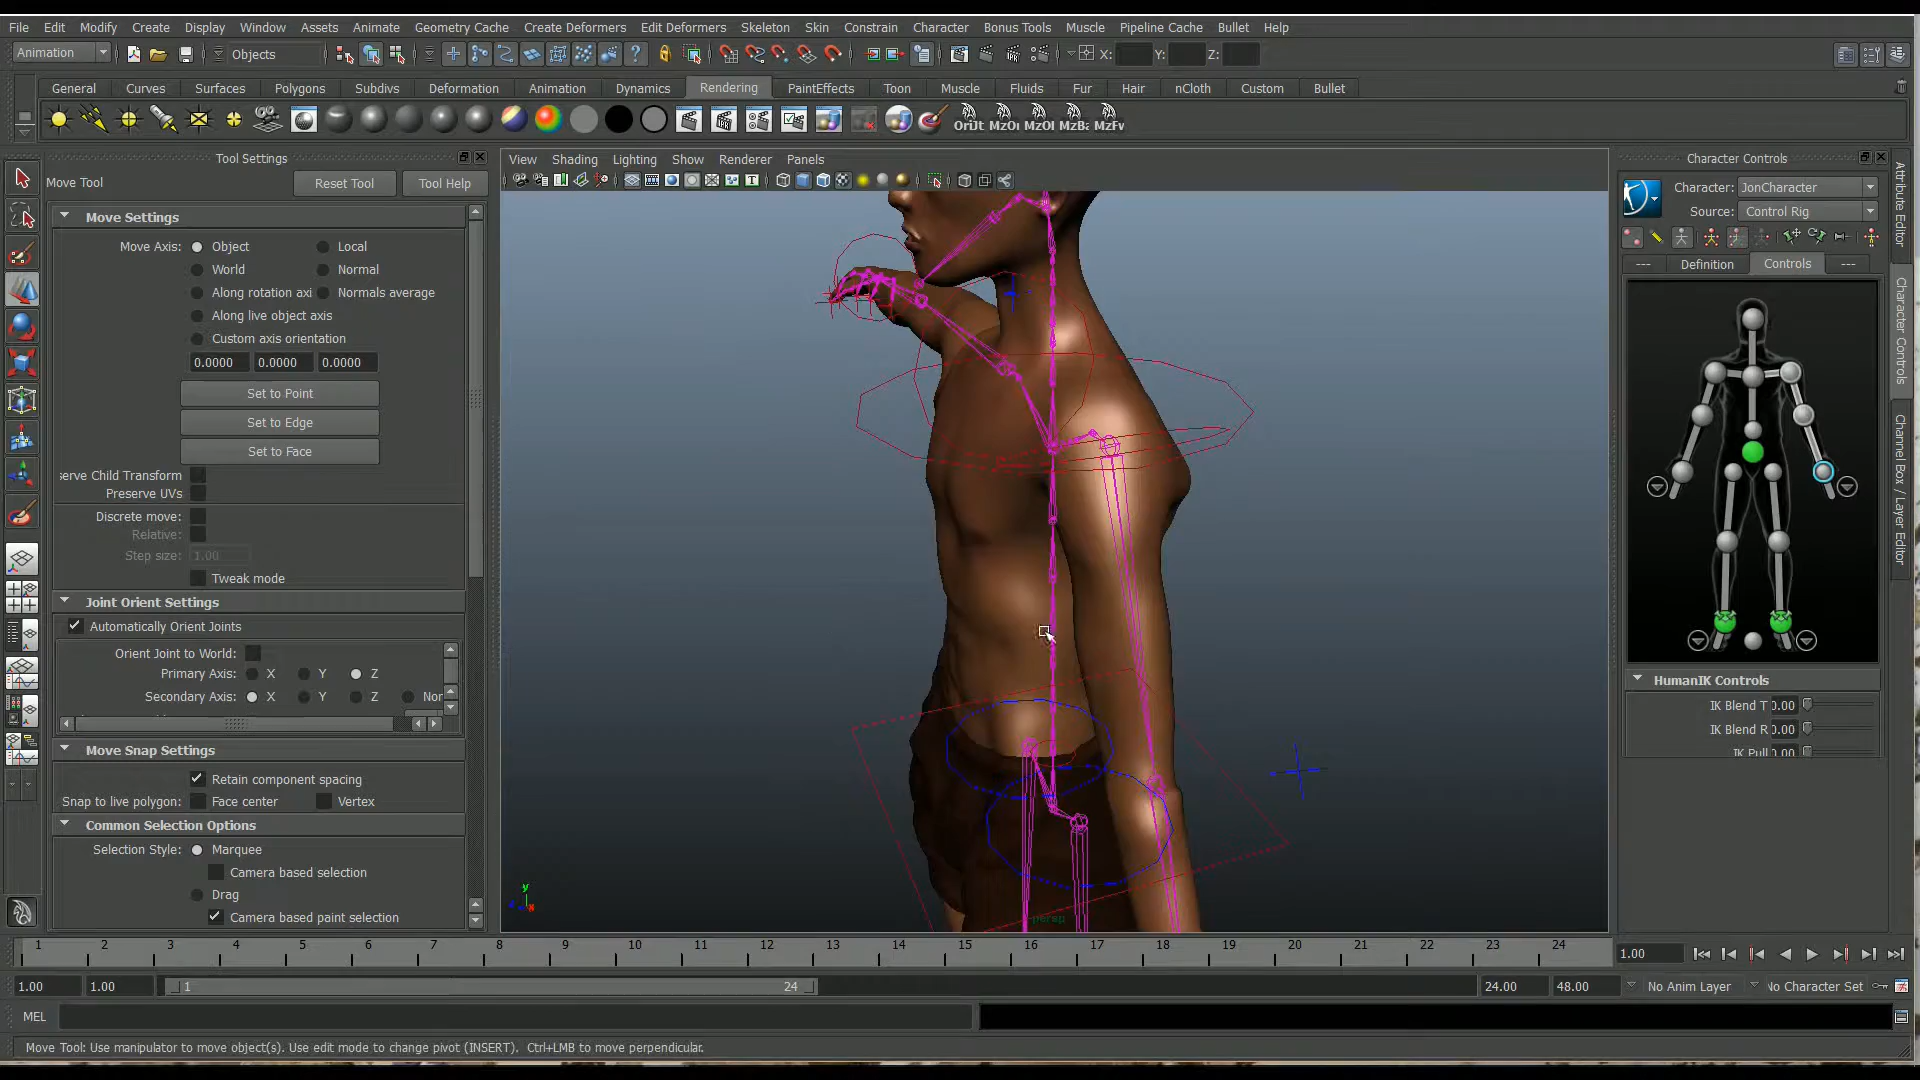 File Edit Modify Create Display Window Assets Animate Geometry Cache Create Deformers Edit Deformers Skeleton Skin Constrain Character Bonus Tools Muscle Pipeline Cache Bullet Help
Animation Objects X: Y: Z:
General Curves Surfaces Polygons Subdivs Deformation Animation Dynamics Rendering PaintEffects Toon Muscle Fluids Fur Hair nCloth Custom Bullet
MzOl MzBa MzFw
Tool Settings
Move Tool Reset Tool Tool Help
Move Settings
Move Axis: Object Local
World Normal
Along rotation axi Normals average
Along live object axis
Custom axis orientation
0.0000 0.0000 0.0000
Set to Point
Set to Edge
Set to Face
serve Child Transform
Preserve UVs
Discrete move:
Relative:
Step size: 1.00
Tweak mode
Joint Orient Settings
Automatically Orient Joints
Orient Joint to World:
Primary Axis: X Y Z
Secondary Axis: X Y Z Nor
Move Snap Settings
Retain component spacing
Snap to live polygon: Face center Vertex
Common Selection Options
Selection Style: Marquee
Camera based selection
Drag
Camera based paint selection
View Shading Lighting Show Renderer Panels
y
x
persp
Character Controls
Character: JonCharacter
Source: Control Rig
--- Definition Controls ---
HumanIK Controls
IK Blend T 0.00
IK Blend R 0.00
IK Pull 0.00
Attribute Editor
Character Controls
Channel Box / Layer Editor
1 2 3 4 5 6 7 8 9 10 11 12 13 14 15 16 17 18 19 20 21 22 23 24 1.00
1.00 1.00 1 24 24.00 48.00 No Anim Layer No Character Set
MEL
Move Tool: Use manipulator to move object(s). Use edit mode to change pivot (INSERT), Ctrl+LMB to move perpendicular.